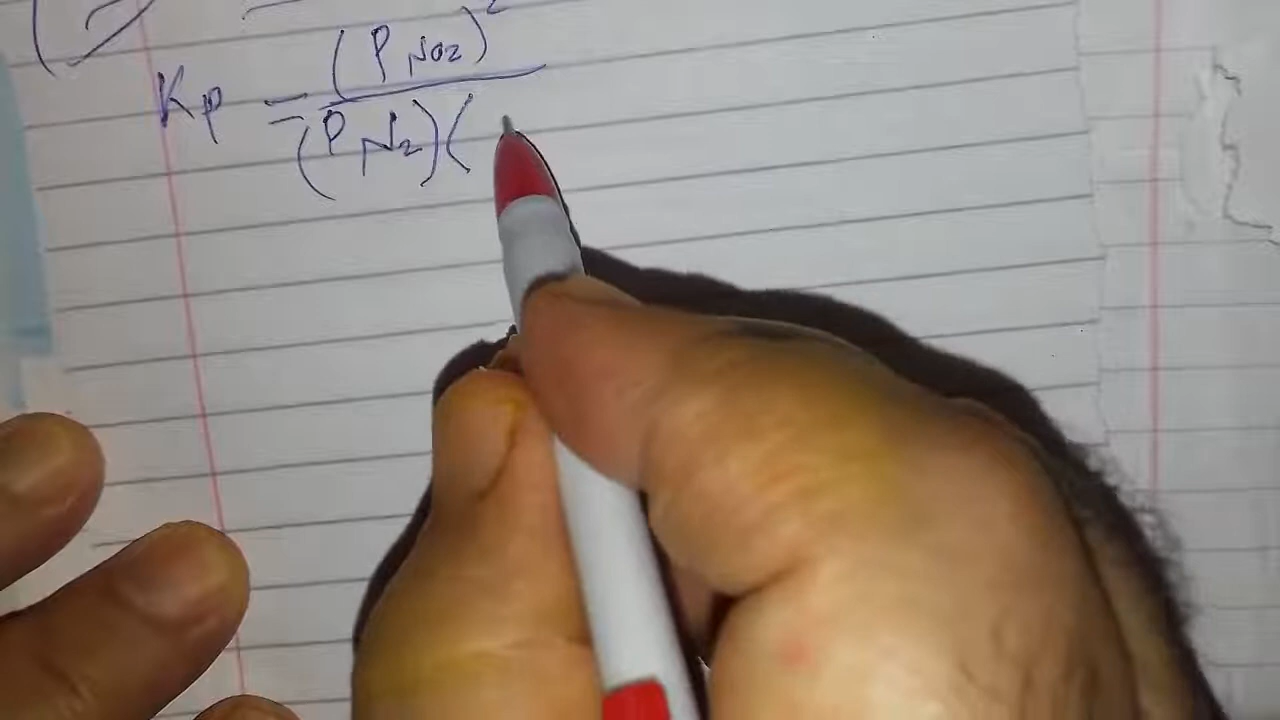 Kp = (P NO2)²
(P N2)(